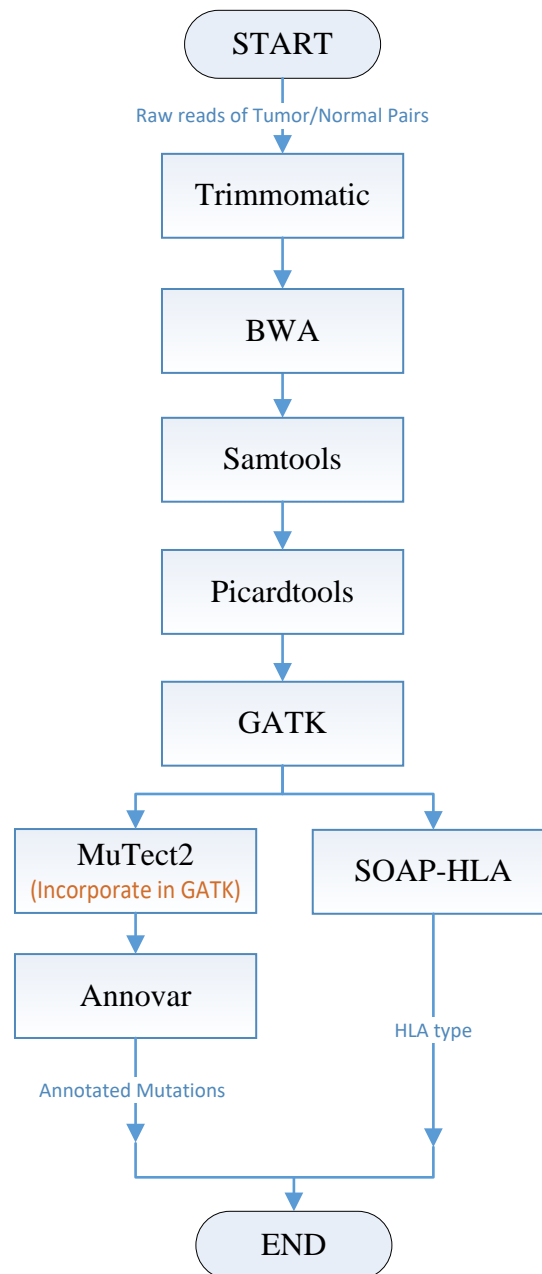 START
Raw reads of Tumor/Normal Pairs
Trimmomatic
BWA
Samtools
Picardtools
GATK
MuTect2
(Incorporate in GATK)
SOAP-HLA
Annovar
HLA type
Annotated Mutations
END